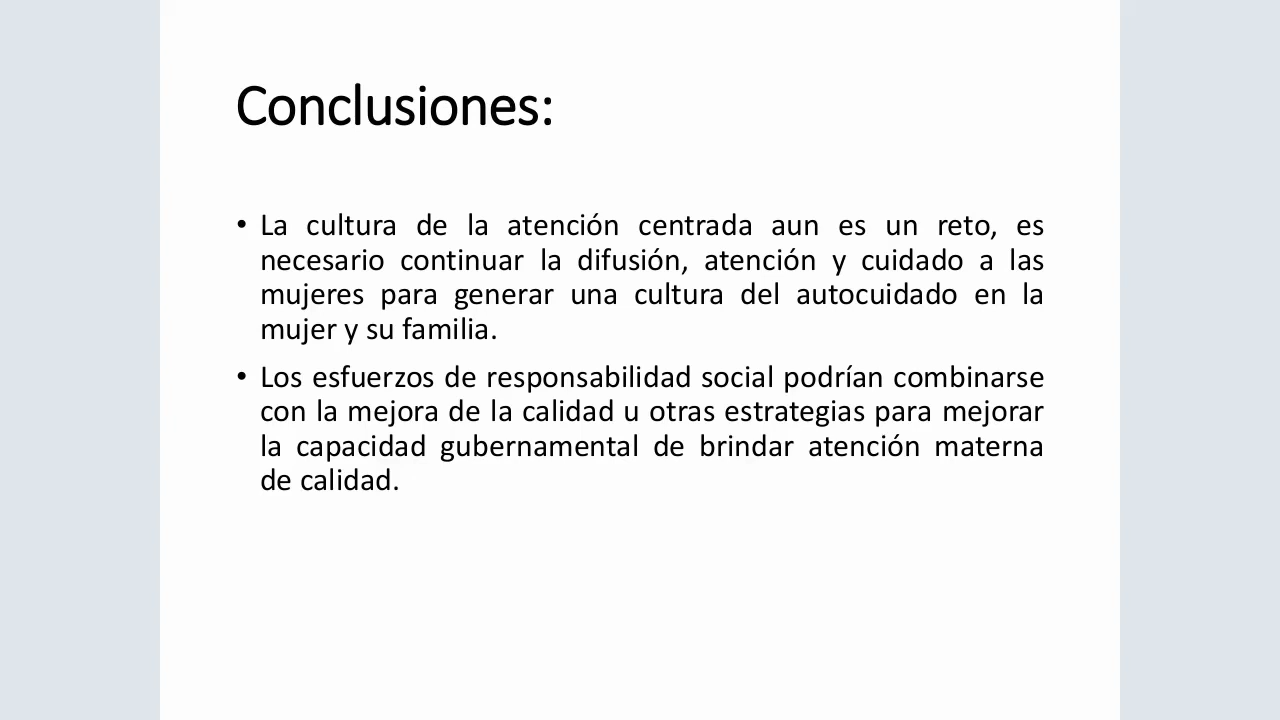 Conclusiones:
• La cultura de la atención centrada aun es un reto, es
necesario continuar la difusión, atención y cuidado a las
mujeres para generar una cultura del autocuidado en la
mujer y su familia.
• Los esfuerzos de responsabilidad social podrían combinarse
con la mejora de la calidad u otras estrategias para mejorar
la capacidad gubernamental de brindar atención materna
de calidad.